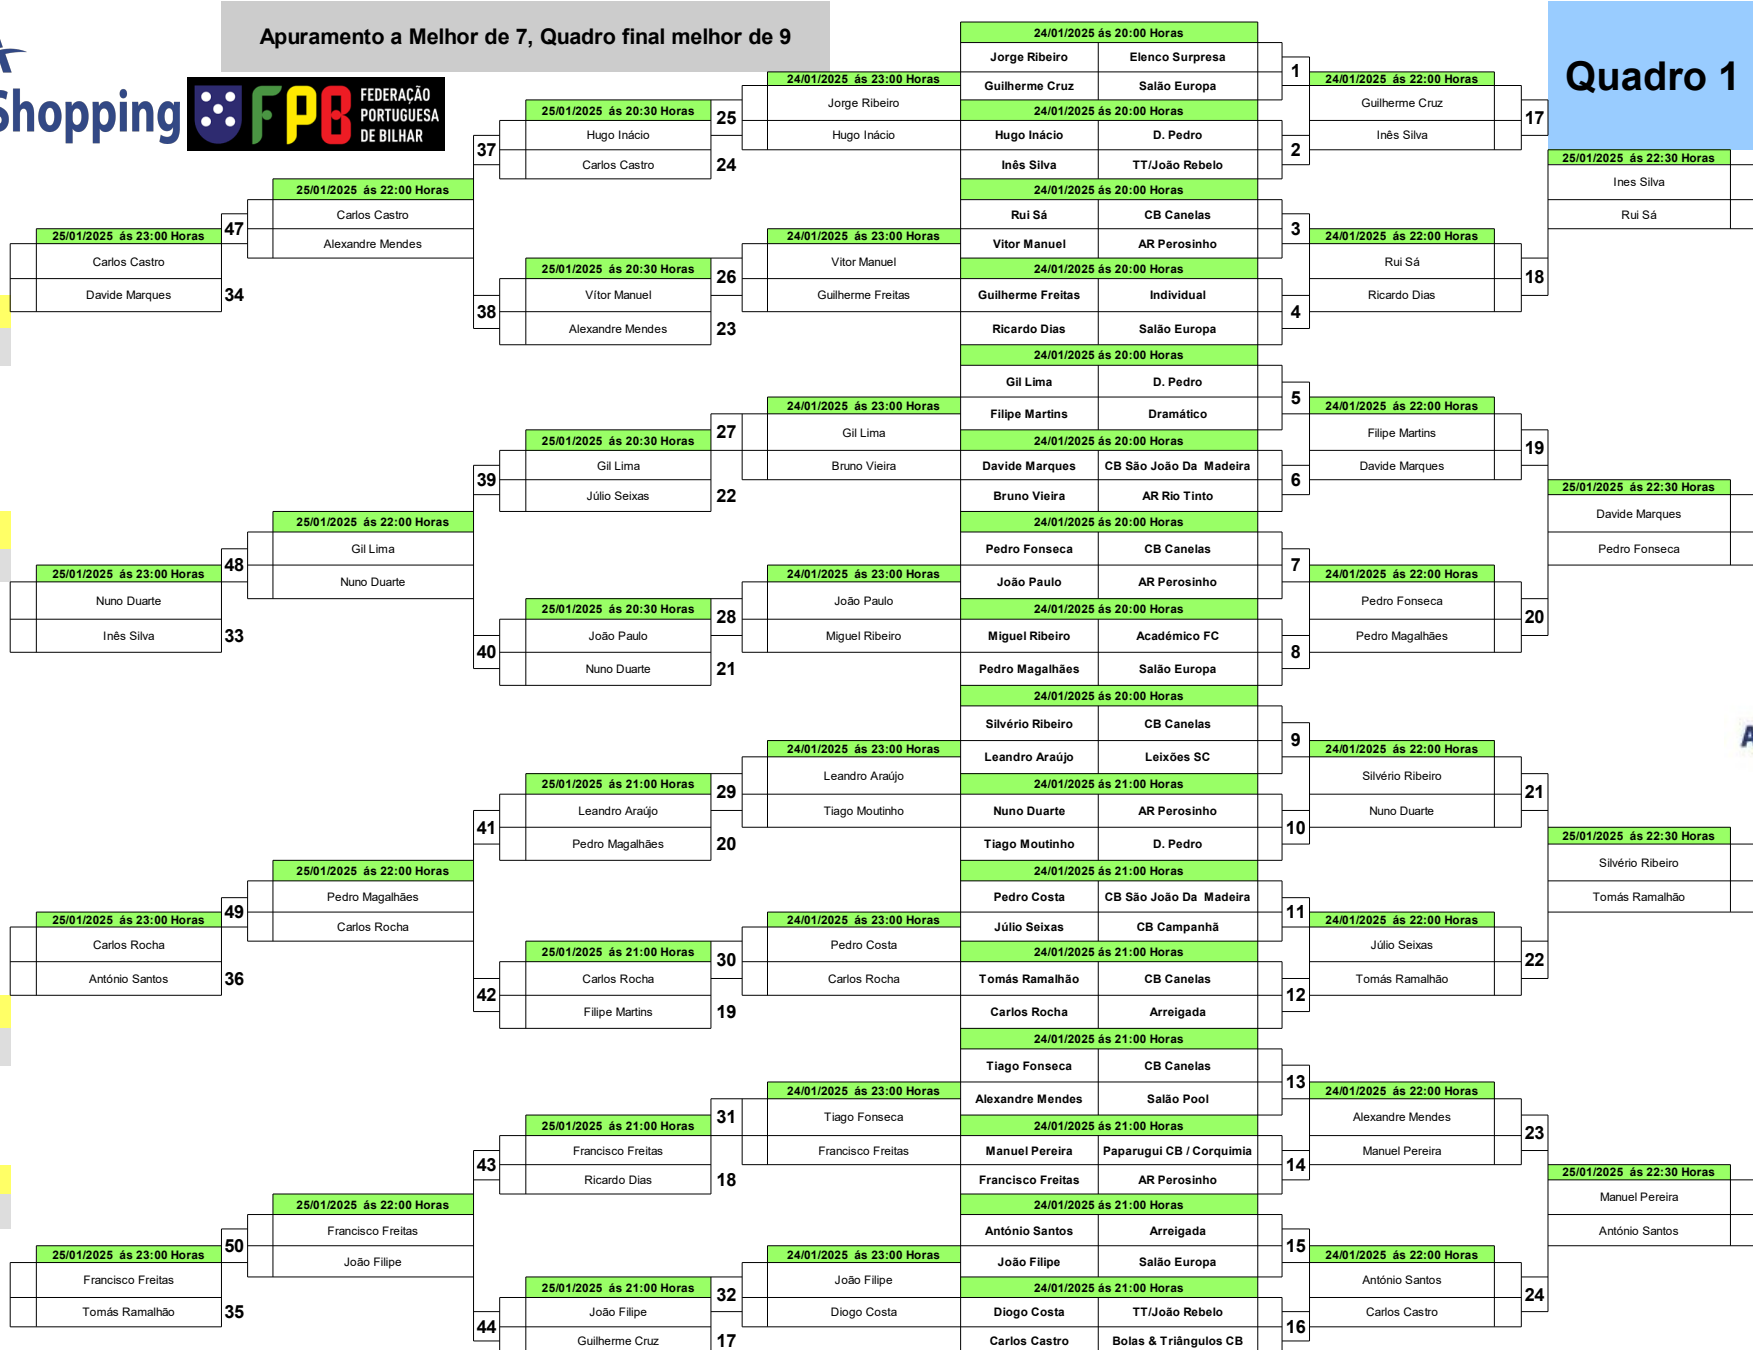 Apuramento a Melhor de 7, Quadro final melhor de 9
Quadro 1
Shopping
FPB
FEDERAÇÃO
PORTUGUESA
DE BILHAR
25/01/2025 ás 23:00 Horas
Carlos Castro
Davide Marques
34
25/01/2025 ás 23:00 Horas
Nuno Duarte
Inês Silva
33
25/01/2025 ás 23:00 Horas
Carlos Rocha
António Santos
36
25/01/2025 ás 23:00 Horas
Francisco Freitas
Tomás Ramalhão
35
47
25/01/2025 ás 22:00 Horas
Carlos Castro
Alexandre Mendes
48
25/01/2025 ás 22:00 Horas
Gil Lima
Nuno Duarte
49
25/01/2025 ás 22:00 Horas
Pedro Magalhães
Carlos Rocha
50
25/01/2025 ás 22:00 Horas
Francisco Freitas
João Filipe
37
25/01/2025 ás 20:30 Horas
Hugo Inácio
Carlos Castro
24
38
25/01/2025 ás 20:30 Horas
Vítor Manuel
Alexandre Mendes
23
39
25/01/2025 ás 20:30 Horas
Gil Lima
Júlio Seixas
22
40
25/01/2025 ás 20:30 Horas
João Paulo
Nuno Duarte
21
41
25/01/2025 ás 21:00 Horas
Leandro Araújo
Pedro Magalhães
20
42
25/01/2025 ás 21:00 Horas
Carlos Rocha
Filipe Martins
19
43
25/01/2025 ás 21:00 Horas
Francisco Freitas
Ricardo Dias
18
44
25/01/2025 ás 21:00 Horas
João Filipe
Guilherme Cruz
17
25
24/01/2025 ás 23:00 Horas
Jorge Ribeiro
Hugo Inácio
26
24/01/2025 ás 23:00 Horas
Vitor Manuel
Guilherme Freitas
27
24/01/2025 ás 23:00 Horas
Gil Lima
Bruno Vieira
28
24/01/2025 ás 23:00 Horas
João Paulo
Miguel Ribeiro
29
24/01/2025 ás 23:00 Horas
Leandro Araújo
Tiago Moutinho
30
24/01/2025 ás 23:00 Horas
Pedro Costa
Carlos Rocha
31
24/01/2025 ás 23:00 Horas
Tiago Fonseca
Francisco Freitas
32
24/01/2025 ás 23:00 Horas
João Filipe
Diogo Costa
24/01/2025 ás 20:00 Horas
Jorge Ribeiro Elenco Surpresa
Guilherme Cruz Salão Europa
1
24/01/2025 ás 20:00 Horas
Hugo Inácio D. Pedro
Inês Silva TT/João Rebelo
2
24/01/2025 ás 20:00 Horas
Rui Sá CB Canelas
Vitor Manuel AR Perosinho
3
24/01/2025 ás 20:00 Horas
Guilherme Freitas Individual
Ricardo Dias Salão Europa
4
24/01/2025 ás 20:00 Horas
Gil Lima D. Pedro
Filipe Martins Dramático
5
24/01/2025 ás 20:00 Horas
Davide Marques CB São João Da Madeira
Bruno Vieira AR Rio Tinto
6
24/01/2025 ás 20:00 Horas
Pedro Fonseca CB Canelas
João Paulo AR Perosinho
7
24/01/2025 ás 20:00 Horas
Miguel Ribeiro Académico FC
Pedro Magalhães Salão Europa
8
24/01/2025 ás 20:00 Horas
Silvério Ribeiro CB Canelas
Leandro Araújo Leixões SC
9
24/01/2025 ás 21:00 Horas
Nuno Duarte AR Perosinho
Tiago Moutinho D. Pedro
10
24/01/2025 ás 21:00 Horas
Pedro Costa CB São João Da Madeira
Júlio Seixas CB Campanhã
11
24/01/2025 ás 21:00 Horas
Tomás Ramalhão CB Canelas
Carlos Rocha Arreigada
12
24/01/2025 ás 21:00 Horas
Tiago Fonseca CB Canelas
Alexandre Mendes Salão Pool
13
24/01/2025 ás 21:00 Horas
Manuel Pereira Paparugui CB / Corquimia
Francisco Freitas AR Perosinho
14
24/01/2025 ás 21:00 Horas
António Santos Arreigada
João Filipe Salão Europa
15
24/01/2025 ás 21:00 Horas
Diogo Costa TT/João Rebelo
Carlos Castro Bolas & Triângulos CB
16
24/01/2025 ás 22:00 Horas
Guilherme Cruz
Inês Silva
17
24/01/2025 ás 22:00 Horas
Rui Sá
Ricardo Dias
18
24/01/2025 ás 22:00 Horas
Filipe Martins
Davide Marques
19
24/01/2025 ás 22:00 Horas
Pedro Fonseca
Pedro Magalhães
20
24/01/2025 ás 22:00 Horas
Silvério Ribeiro
Nuno Duarte
21
24/01/2025 ás 22:00 Horas
Júlio Seixas
Tomás Ramalhão
22
24/01/2025 ás 22:00 Horas
Alexandre Mendes
Manuel Pereira
23
24/01/2025 ás 22:00 Horas
António Santos
Carlos Castro
24
25/01/2025 ás 22:30 Horas
Ines Silva
Rui Sá
25/01/2025 ás 22:30 Horas
Davide Marques
Pedro Fonseca
25/01/2025 ás 22:30 Horas
Silvério Ribeiro
Tomás Ramalhão
25/01/2025 ás 22:30 Horas
Manuel Pereira
António Santos